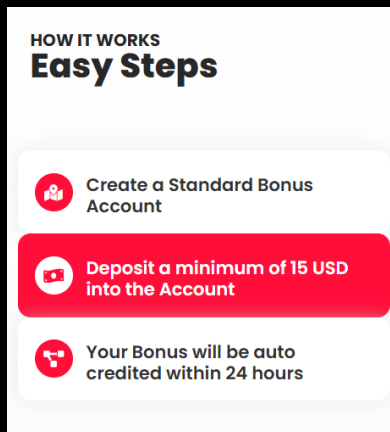 HOW IT WORKS
Easy Steps
Create a Standard Bonus
Account
Deposit a minimum of 15 USD
into the Account
Your Bonus will be auto
credited within 24 hours